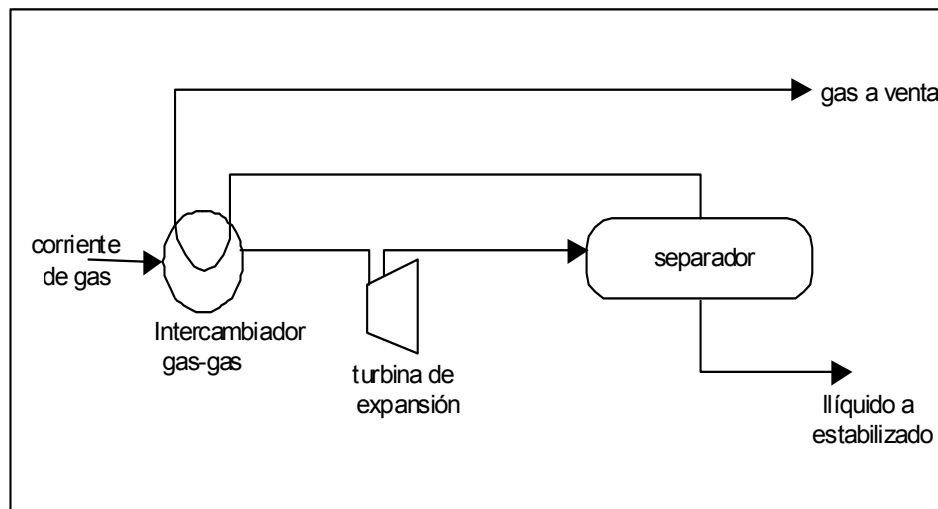 gas a venta
corriente
de gas
separador
Intercambiador
gas-gas
turbina de
expansión
llíquido a
estabilizado